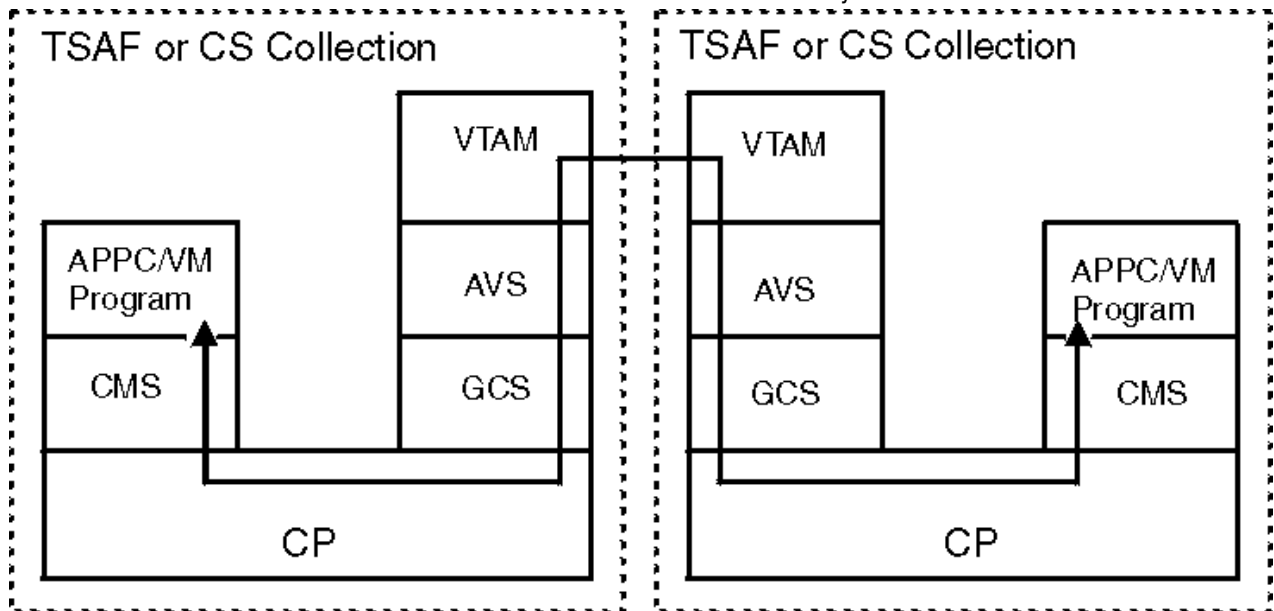 TSAF or CS Collection
VTAM
APPC/VM
Program
AVS
CMS
GCS
CP
TSAF or CS Collection
VTAM
AVS
APPC/VM
Program
GCS
CMS
CP